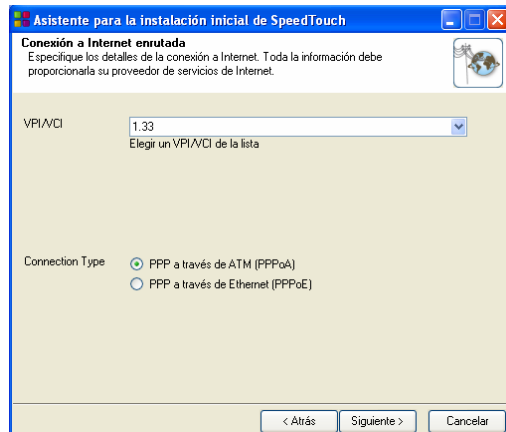 Asistente para la instalación inicial de SpeedTouch
Conexión a Internet enrutada
Especifique los detalles de la conexión a Internet. Toda la información debe
proporcionarla su proveedor de servicios de Internet.
VPI/VCI
1.33
Elegir un VPI/VCI de la lista
Connection Type
PPP a través de ATM (PPPoA)
PPP a través de Ethernet (PPPoE)
< Atrás
Siguiente >
Cancelar